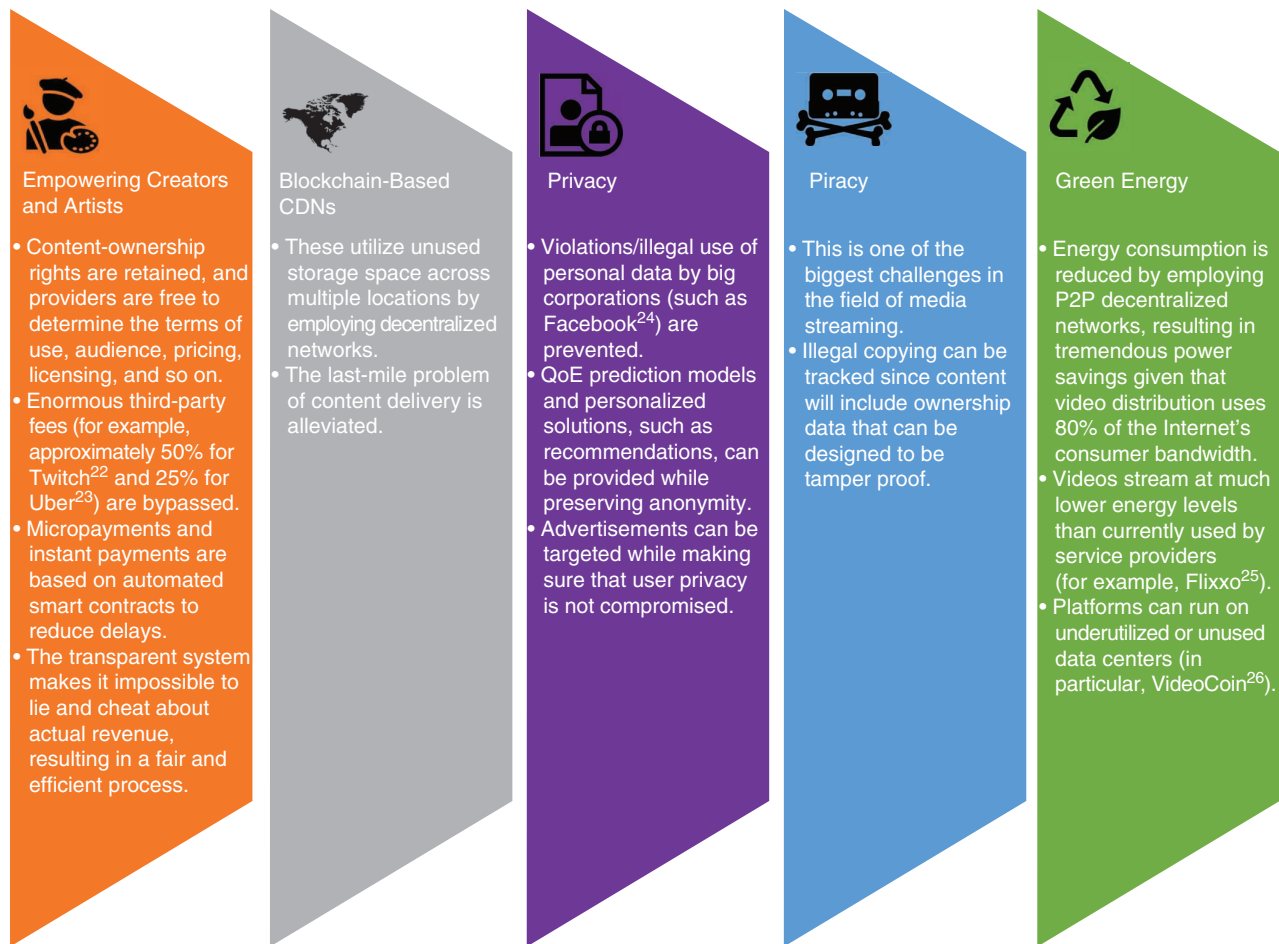 Empowering Creators
and Artists
• Content-ownership
rights are retained, and
providers are free to
determine the terms of
use, audience, pricing,
licensing, and so on.
• Enormous third-party
fees (for example,
approximately 50% for
Twitch22 and 25% for
Uber23) are bypassed.
• Micropayments and
instant payments are
based on automated
smart contracts to
reduce delays.
• The transparent system
makes it impossible to
lie and cheat about
actual revenue,
resulting in a fair and
efficient process.
Blockchain-Based
CDNs
• These utilize unused
storage space across
multiple locations by
employing decentralized
networks.
• The last-mile problem
of content delivery is
alleviated.
Privacy
• Violations/illegal use of
personal data by big
corporations (such as
Facebook24) are
prevented.
• QoE prediction models
and personalized
solutions, such as
recommendations, can
be provided while
preserving anonymity.
• Advertisements can be
targeted while making
sure that user privacy
is not compromised.
Piracy
• This is one of the
biggest challenges in
the field of media
streaming.
• Illegal copying can be
tracked since content
will include ownership
data that can be
designed to be
tamper proof.
Green Energy
• Energy consumption is
reduced by employing
P2P decentralized
networks, resulting in
tremendous power
savings given that
video distribution uses
80% of the Internet's
consumer bandwidth.
• Videos stream at much
lower energy levels
than currently used by
service providers
(for example, Flixxo25).
• Platforms can run on
underutilized or unused
data centers (in
particular, VideoCoin26).